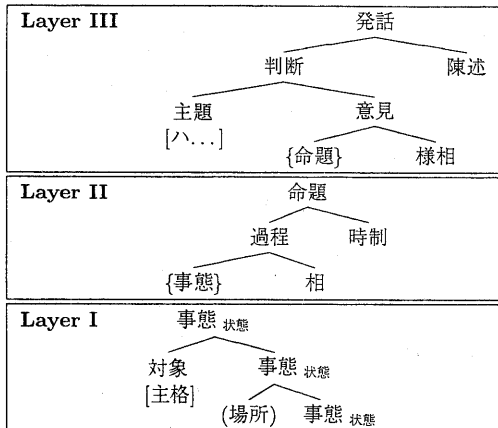 Layer III 発話
判断 陳述
主題 意見
[ハ...]
{命題} 様相
Layer II 命題
過程 時制
{事態} 相
Layer I 事態 状態
対象 事態 状態
[主格]
(場所) 事態 状態